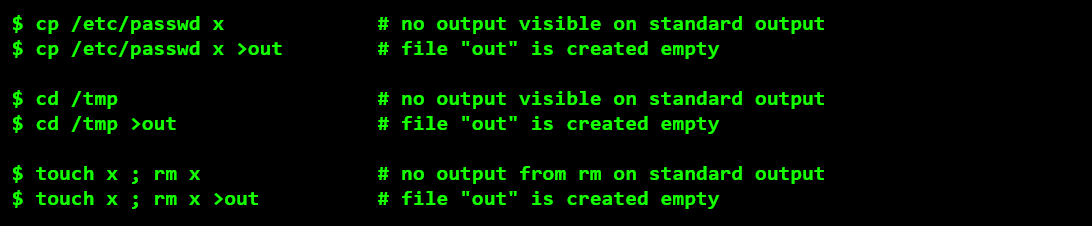 $ cp /etc/passwd x             # no output visible on standard output
$ cp /etc/passwd x >out        # file "out" is created empty
$ cd /tmp                      # no output visible on standard output
$ cd /tmp >out                 # file "out" is created empty
$ touch x ; rm x               # no output from rm on standard output
$ touch x ; rm x >out          # file "out" is created empty